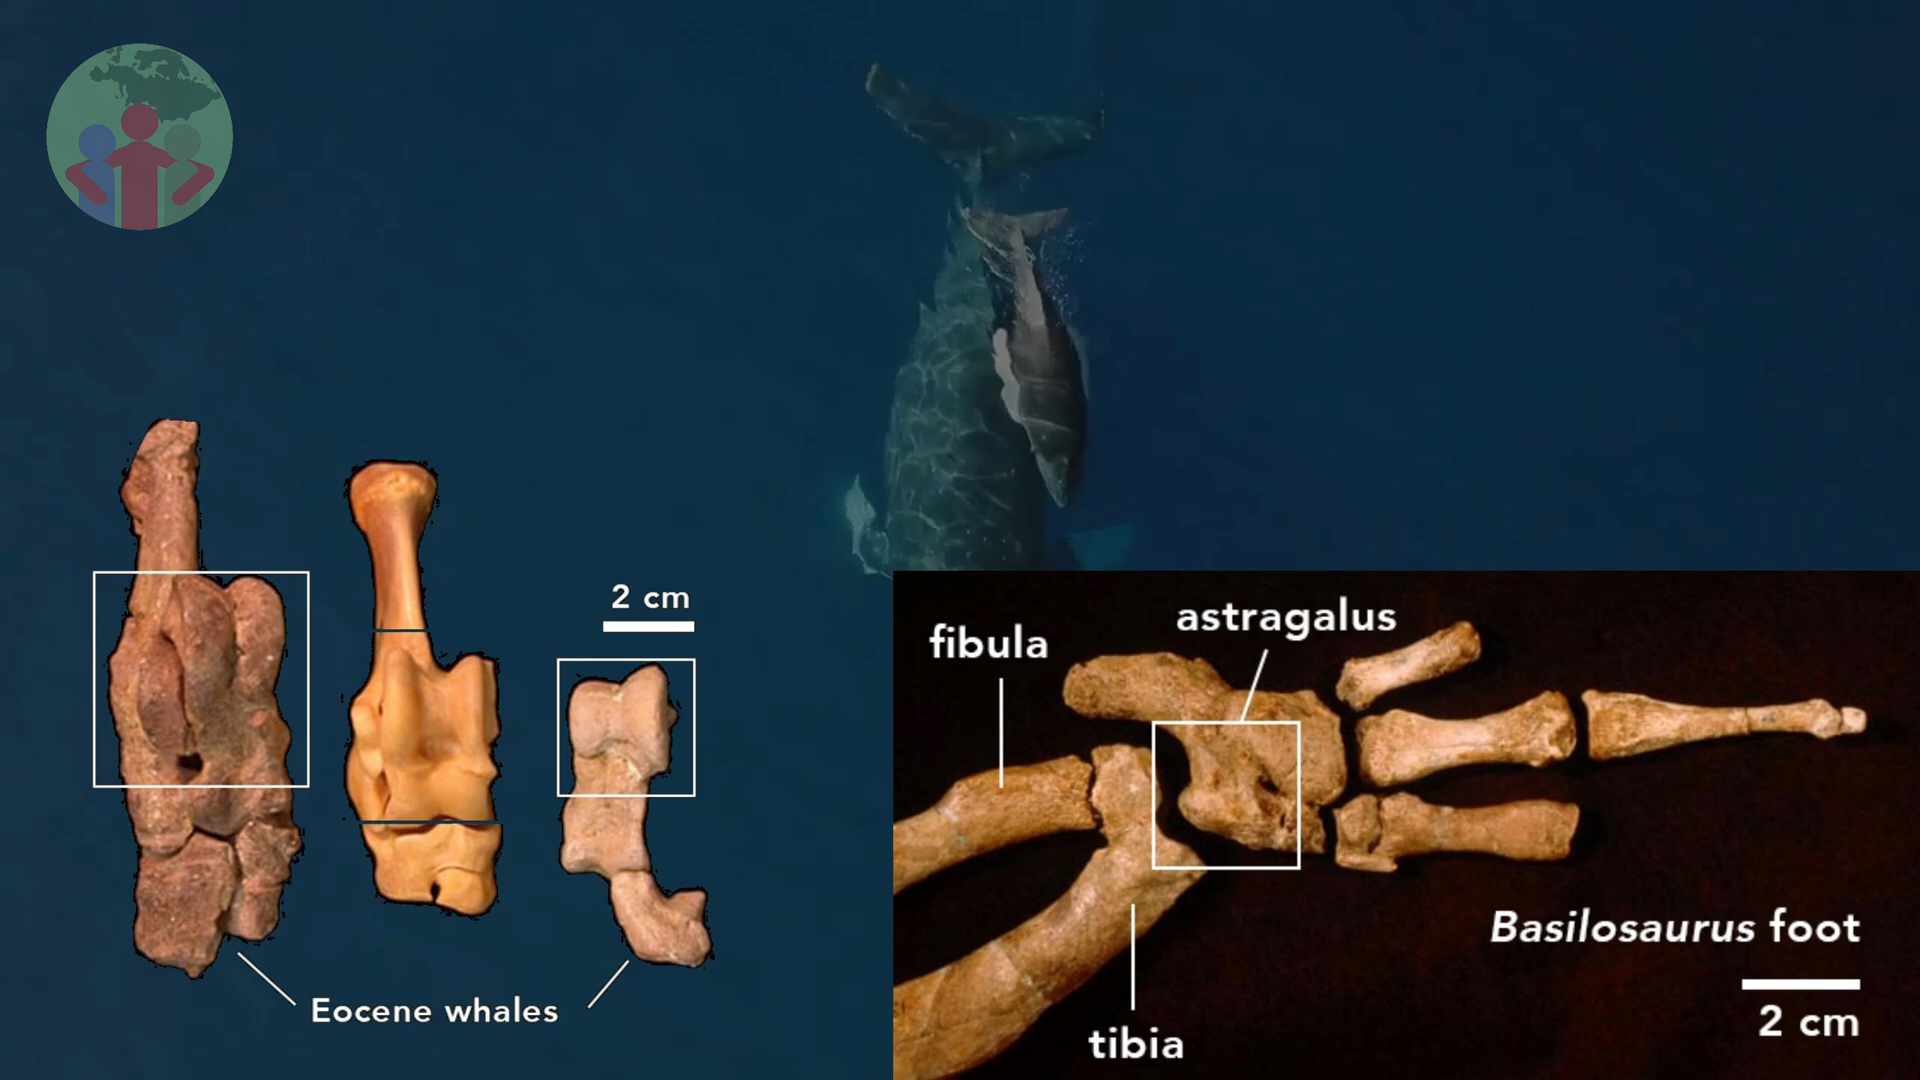 2 cm
Eocene whales
fibula
astragalus
tibia
Basilosaurus foot
2 cm